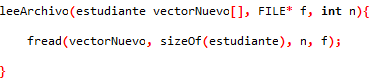 leeArchivo(estudiante vectorNuevo[], FILE* f, int n){
fread(vectorNuevo, sizeOf(estudiante), n, f);
}